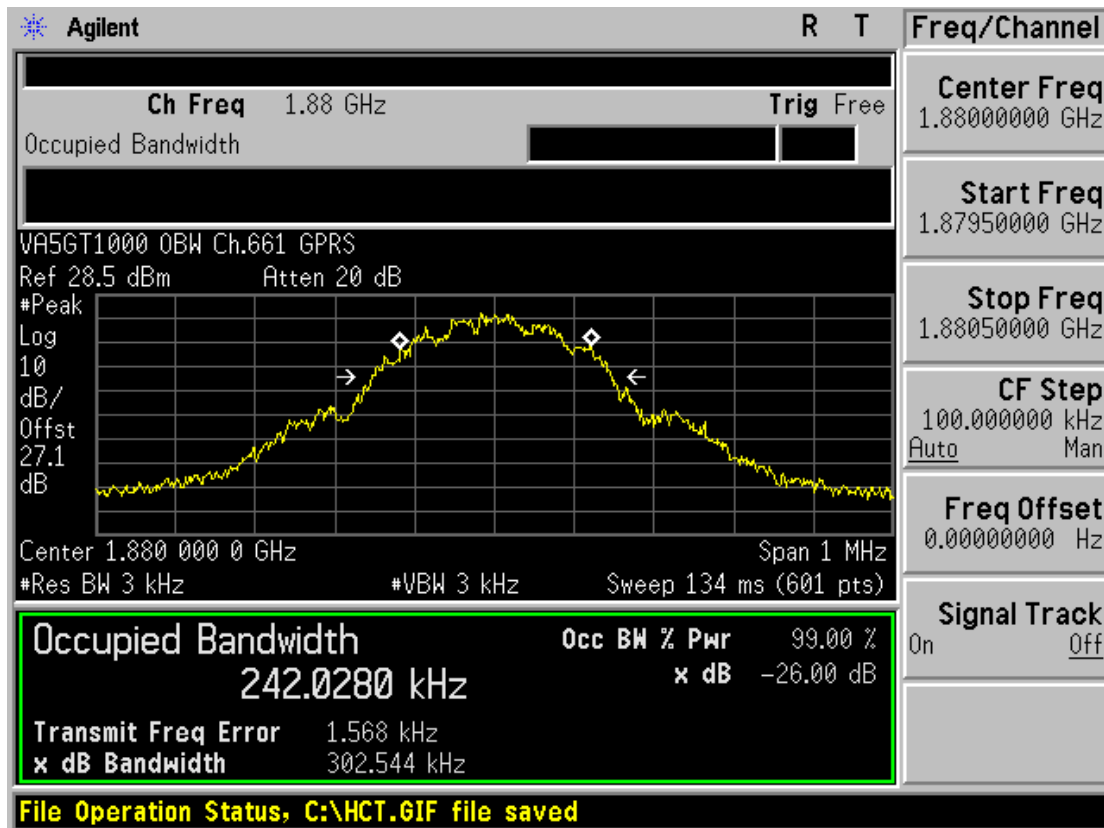 Agilent
R T
Ch Freq 1.88 GHz
Trig Free
Occupied Bandwidth
VA5GT1000 OBW Ch.661 GPRS
Ref 28.5 dBm Atten 20 dB
#Peak
Log
10
dB/
Offst
27.1
dB
Center 1.880 000 0 GHz
Span 1 MHz
#Res BW 3 kHz
#VBW 3 kHz
Sweep 134 ms (601 pts)
Occupied Bandwidth
242.0280 kHz
Occ BW % Pwr 99.00 %
x dB -26.00 dB
Transmit Freq Error 1.568 kHz
x dB Bandwidth 302.544 kHz
File Operation Status, C:\HCT.GIF file saved
Freq/Channel
Center Freq
1.88000000 GHz
Start Freq
1.87950000 GHz
Stop Freq
1.88050000 GHz
CF Step
100.000000 kHz
Auto Man
Freq Offset
0.00000000 Hz
Signal Track
On Off